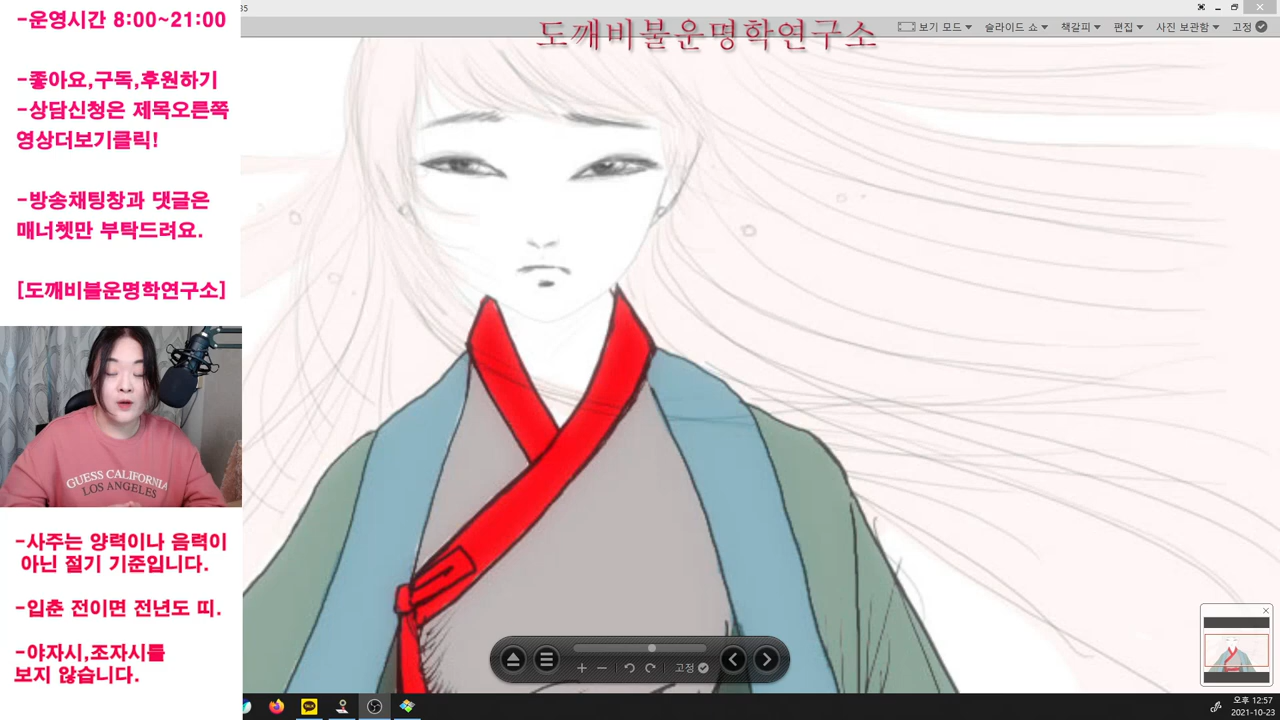 -운영시간 8:00~21:00
-좋아요,구독,후원하기
-상담신청은 제목오른쪽
영상더보기클릭!
-방송채팅창과 댓글은
매너쳇만 부탁드려요.
[도깨비불운명학연구소]
GUESS CALIFORNIA
LOS ANGELES
-사주는 양력이나 음력이
아닌 절기 기준입니다.
-입춘 전이면 전년도 띠.
-야자시,조자시를
보지 않습니다.
도깨비불운명학연구소
보기 모드 슬라이드 쇼 책갈피 편집 사진 보관함 고정
고정
TALK
오후 12:57
2021-10-23